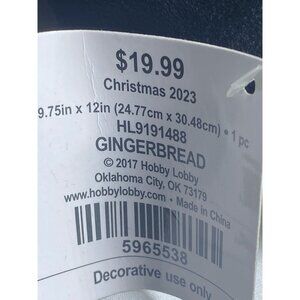 $19.99
Christmas 2023
9.75in x 12in (24.77cm x 30.48cm) • 1 pc
HL9191488
GINGERBREAD
© 2017 Hobby Lobby
Oklahoma City, OK 73179
www.hobbylobby.com • Made in China
5965538
Decorative use only